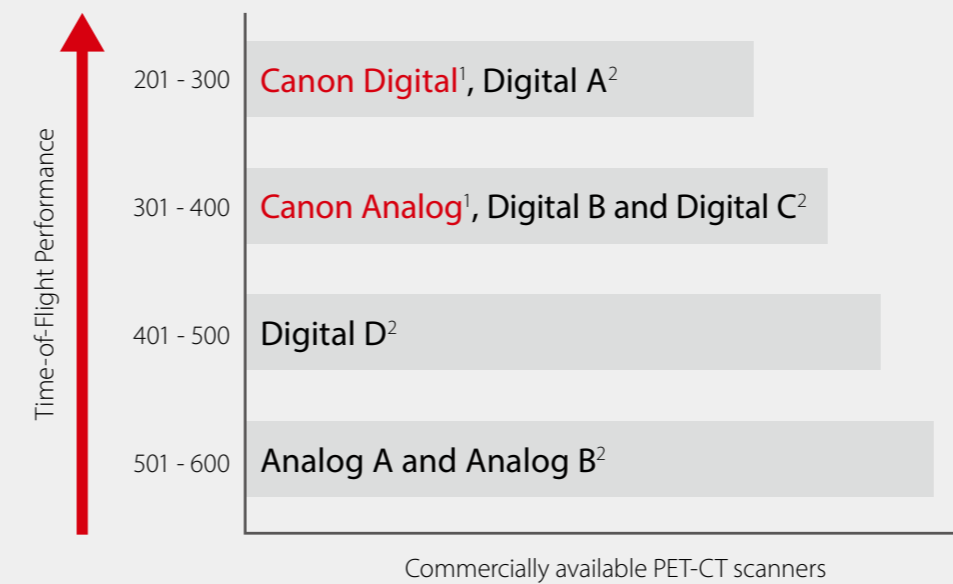 Time-of-Flight Performance
201 - 300
Canon Digital¹, Digital A²
301 - 400
Canon Analog¹, Digital B and Digital C²
401 - 500
Digital D²
501 - 600
Analog A and Analog B²
Commercially available PET-CT scanners